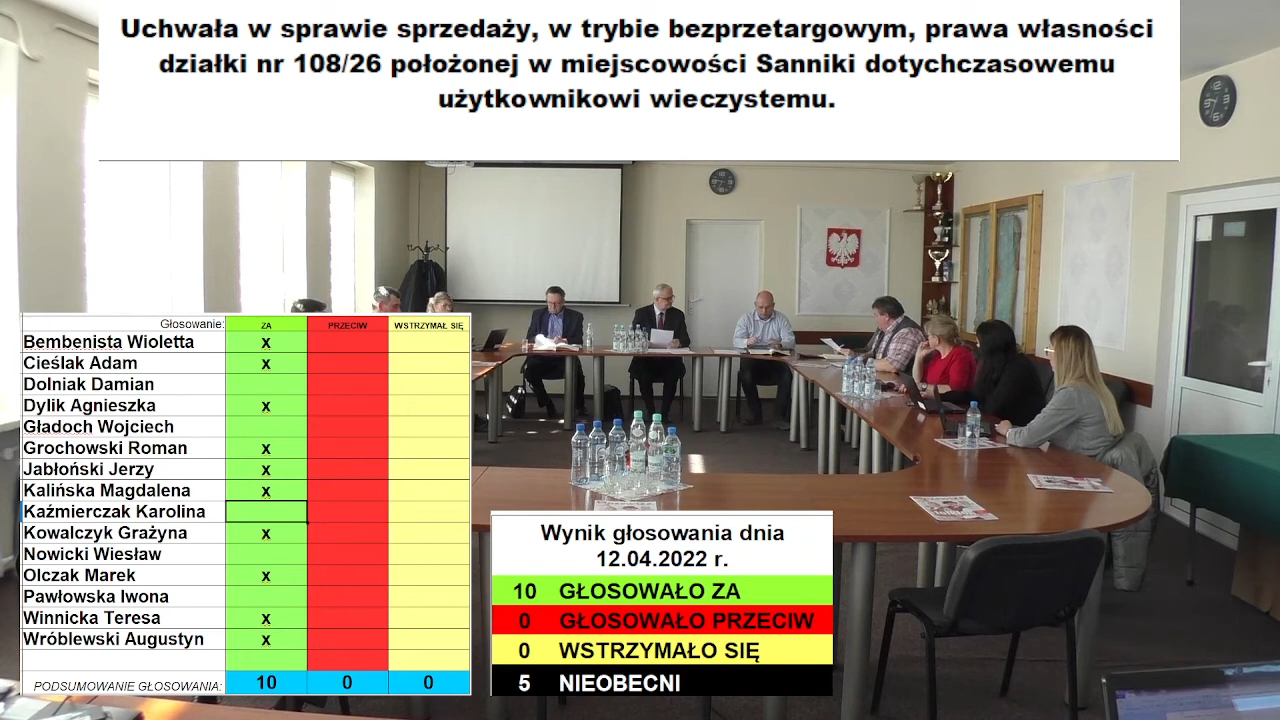 Uchwała w sprawie sprzedaży, w trybie bezprzetargowym, prawa własności
działki nr 108/26 położonej w miejscowości Sanniki dotychczasowemu
użytkownikowi wieczystemu.
Głosowanie: ZA PRZECIW WSTRZYMAŁ SIĘ
Bembenista Wioletta x
Cieślak Adam x
Dolniak Damian
Dylik Agnieszka x
Gładoch Wojciech
Grochowski Roman x
Jabłoński Jerzy x
Kalińska Magdalena x
Kaźmierczak Karolina
Kowalczyk Grażyna x
Nowicki Wiesław
Olczak Marek x
Pawłowska Iwona
Winnicka Teresa x
Wróblewski Augustyn x
PODSUMOWANIE GŁOSOWANIA: 10 0 0
Wynik głosowania dnia
12.04.2022 r.
10 GŁOSOWAŁO ZA
0 GŁOSOWAŁO PRZECIW
0 WSTRZYMAŁO SIĘ
5 NIEOBECNI